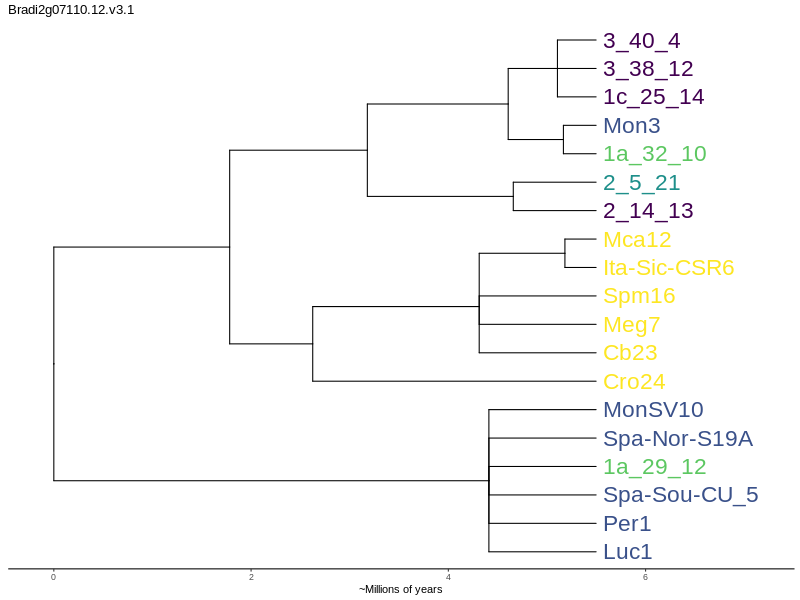 Bradi2g07110.12.v3.1
3_40_4
3_38_12
1c_25_14
Mon3
1a_32_10
2_5_21
2_14_13
Mca12
Ita-Sic-CSR6
Spm16
Meg7
Cb23
Cro24
MonSV10
Spa-Nor-S19A
1a_29_12
Spa-Sou-CU_5
Per1
Luc1
0 2 4 6
~Millions of years